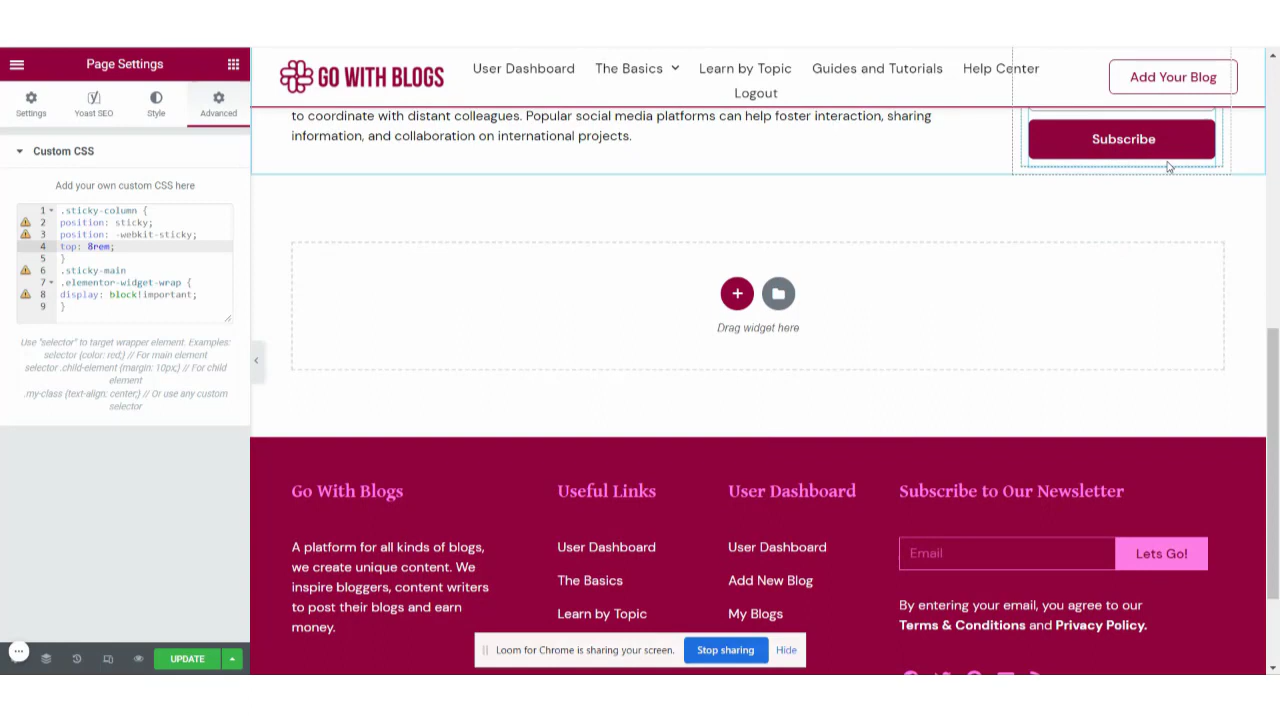 Page Settings
Settings
Yoast SEO
Style
Advanced
Custom CSS
Add your own custom CSS here
1 .sticky-column {
2 position: sticky;
3 position: -webkit-sticky;
4 top: 8rem;
5 }
6 .sticky-main
7 .elementor-widget-wrap {
8 display: block!important;
9 }
Use "selector" to target wrapper element. Examples:
selector {color: red;} // For main element
selector .child-element {margin: 10px;} // For child
element
.my-class {text-align: center;} // Or use any custom
selector
UPDATE
GO WITH BLOGS
User Dashboard
The Basics
Learn by Topic
Guides and Tutorials
Help Center
Logout
Add Your Blog
to coordinate with distant colleagues. Popular social media platforms can help foster interaction, sharing
information, and collaboration on international projects.
Subscribe
Drag widget here
Go With Blogs
A platform for all kinds of blogs,
we create unique content. We
inspire bloggers, content writers
to post their blogs and earn
money.
Useful Links
User Dashboard
The Basics
Learn by Topic
User Dashboard
User Dashboard
Add New Blog
My Blogs
Subscribe to Our Newsletter
Email
Lets Go!
By entering your email, you agree to our
Terms & Conditions and Privacy Policy.
Loom for Chrome is sharing your screen.
Stop sharing
Hide